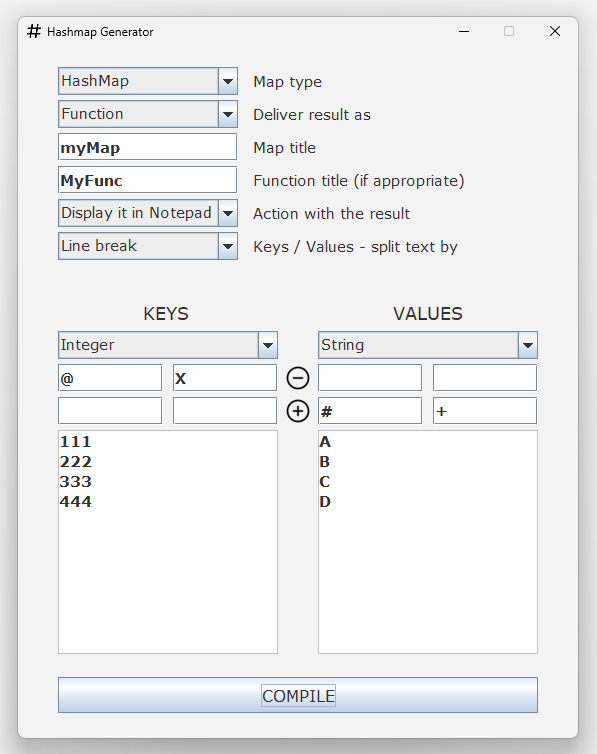 # Hashmap Generator
HashMap Map type
Function Deliver result as
myMap Map title
MyFunc Function title (if appropriate)
Display it in Notepad Action with the result
Line break Keys / Values - split text by
KEYS VALUES
Integer String
@ X
# +
111 A
222 B
333 C
444 D
COMPILE